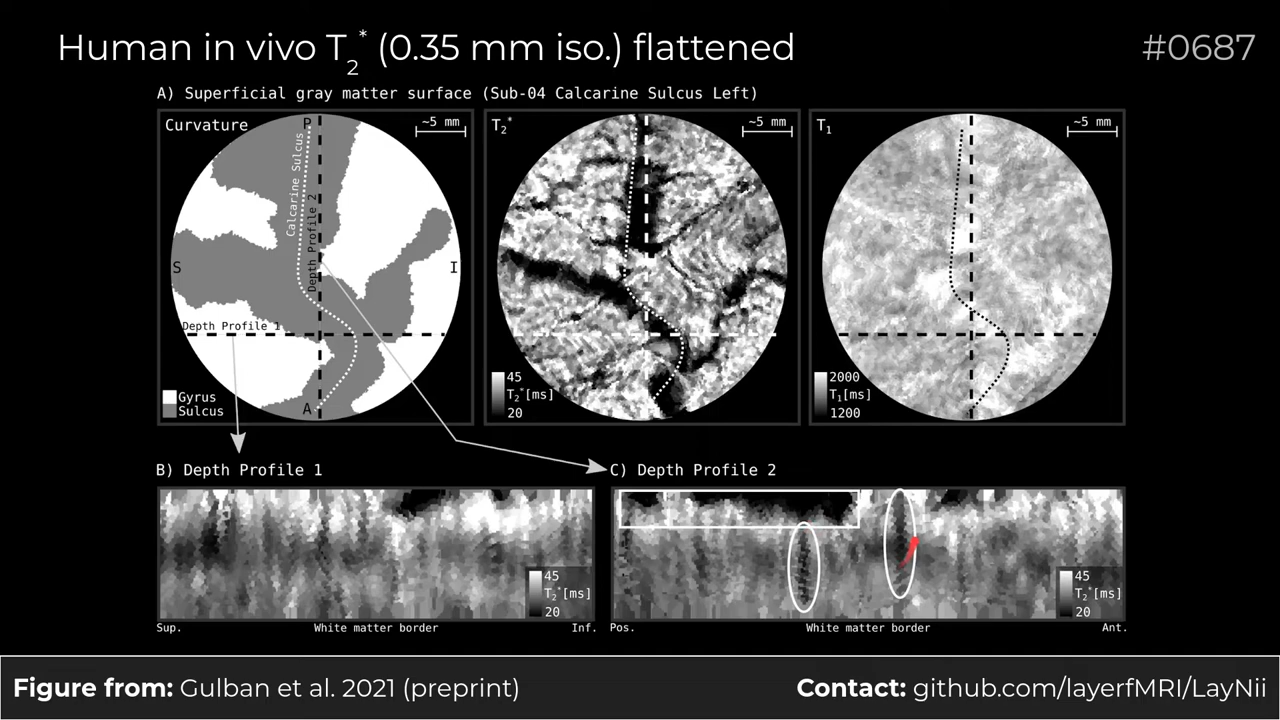 Human in vivo T2* (0.35 mm iso.) flattened
#0687
A) Superficial gray matter surface (Sub-04 Calcarine Sulcus Left)
Curvature
P
~5 mm
Calcarine Sulcus
Depth Profile 2
S
I
Depth Profile 1
Gyrus
Sulcus
A
T2*
~5 mm
45
T2*[ms]
20
T1
~5 mm
2000
T1[ms]
1200
B) Depth Profile 1
45
T2*[ms]
20
Sup.
White matter border
Inf.
C) Depth Profile 2
45
T2*[ms]
20
Pos.
White matter border
Ant.
Figure from: Gulban et al. 2021 (preprint)
Contact: github.com/layerfMRI/LayNii